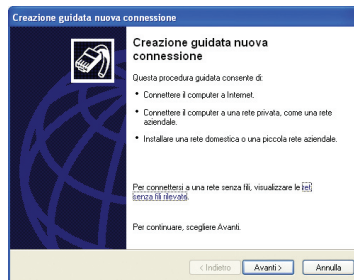 Creazione guidata nuova connessione
Creazione guidata nuova
connessione
Questa procedura guidata consente di:
• Connettere il computer a Internet.
• Connettere il computer a una rete privata, come una rete
aziendale.
• Installare una rete domestica o una piccola rete aziendale.
Per connettersi a una rete senza fili, visualizzare le reti
senza fili rilevate.
Per continuare, scegliere Avanti.
< Indietro
Avanti >
Annulla